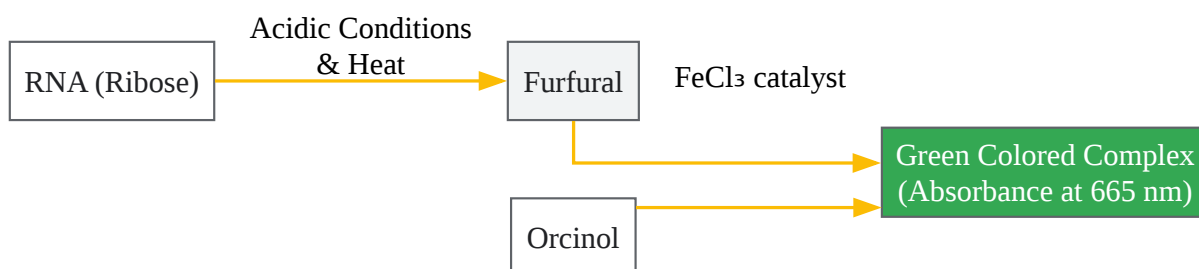 Acidic Conditions
& Heat
RNA (Ribose)
Furfural
FeCl₃ catalyst
Green Colored Complex
(Absorbance at 665 nm)
Orcinol